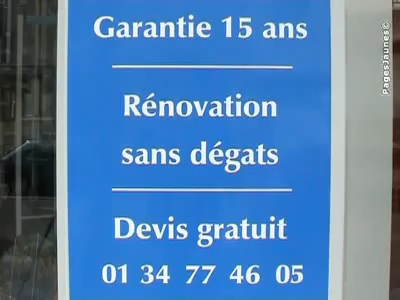 Garantie 15 ans
Rénovation
sans dégats
Devis gratuit
01 34 77 46 05
PagesJaunes©